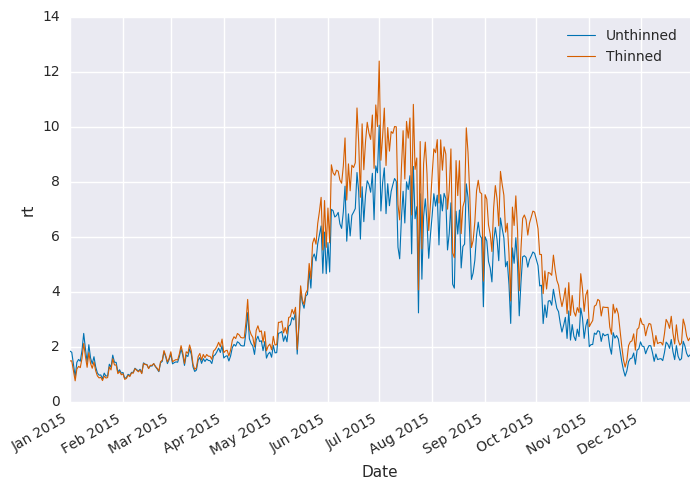 14
12
10
8
6
4
2
0
rt
Unthinned
Thinned
Jan 2015
Feb 2015
Mar 2015
Apr 2015
May 2015
Jun 2015
Jul 2015
Aug 2015
Sep 2015
Oct 2015
Nov 2015
Dec 2015
Date